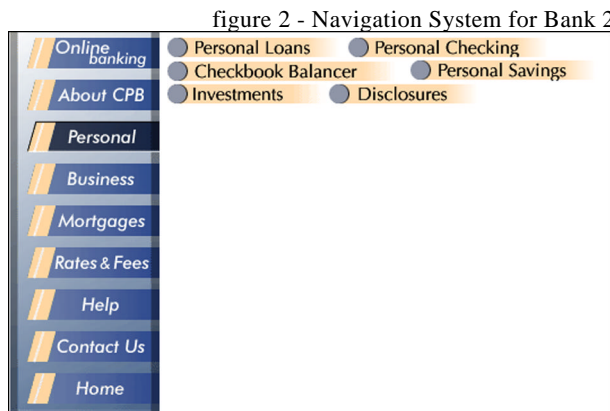 figure 2 - Navigation System for Bank 2
Online banking
Personal Loans Personal Checking
Checkbook Balancer Personal Savings
About CPB
Investments Disclosures
Personal
Business
Mortgages
Rates & Fees
Help
Contact Us
Home